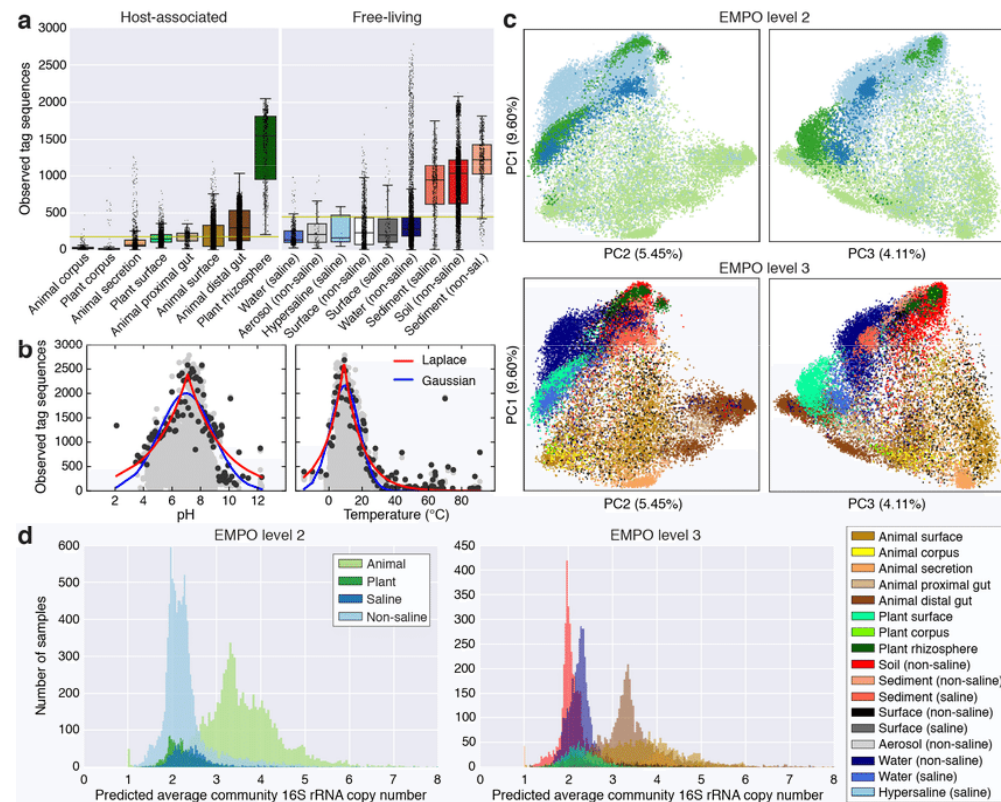 a
Host-associated
Free-living
Observed tag sequences
3000
2500
2000
1500
1000
500
0
Animal corpus
Plant corpus
Animal secretion
Plant surface
Animal proximal gut
Animal surface
Animal distal gut
Plant rhizosphere
Water (saline)
Aerosol (non-saline)
Hypersaline (saline)
Surface (non-saline)
Surface (saline)
Water (non-saline)
Sediment (saline)
Soil (non-saline)
Sediment (non-sal.)
b
Observed tag sequences
3000
2500
2000
1500
1000
500
0
2 4 6 8 10 12
pH
Laplace
Gaussian
0 20 40 60 80
Temperature (°C)
c
EMPO level 2
PC1 (9.60%)
PC2 (5.45%)
PC3 (4.11%)
EMPO level 3
PC1 (9.60%)
PC2 (5.45%)
PC3 (4.11%)
d
EMPO level 2
Number of samples
600
500
400
300
200
100
0
0 1 2 3 4 5 6 7 8
Predicted average community 16S rRNA copy number
Animal
Plant
Saline
Non-saline
EMPO level 3
450
400
350
300
250
200
150
100
50
0
0 1 2 3 4 5 6 7 8
Predicted average community 16S rRNA copy number
Animal surface
Animal corpus
Animal secretion
Animal proximal gut
Animal distal gut
Plant surface
Plant corpus
Plant rhizosphere
Soil (non-saline)
Sediment (non-saline)
Sediment (saline)
Surface (non-saline)
Surface (saline)
Aerosol (non-saline)
Water (non-saline)
Water (saline)
Hypersaline (saline)